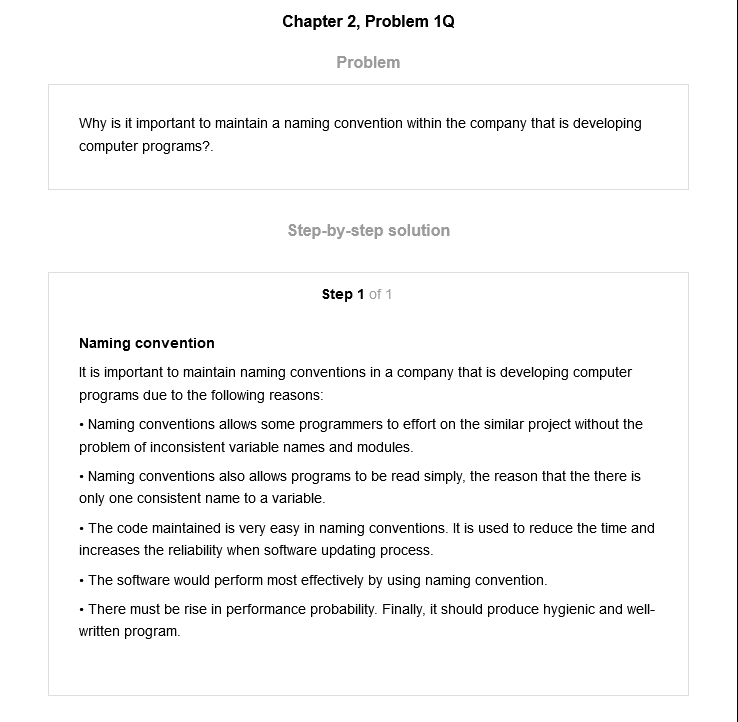 Chapter 2, Problem 1Q
Problem
Why is it important to maintain a naming convention within the company that is developing
computer programs?.
Step-by-step solution
Step 1 of 1
Naming convention
It is important to maintain naming conventions in a company that is developing computer
programs due to the following reasons:
• Naming conventions allows some programmers to effort on the similar project without the
problem of inconsistent variable names and modules.
• Naming conventions also allows programs to be read simply, the reason that the there is
only one consistent name to a variable.
• The code maintained is very easy in naming conventions. It is used to reduce the time and
increases the reliability when software updating process.
• The software would perform most effectively by using naming convention.
• There must be rise in performance probability. Finally, it should produce hygienic and well-
written program.